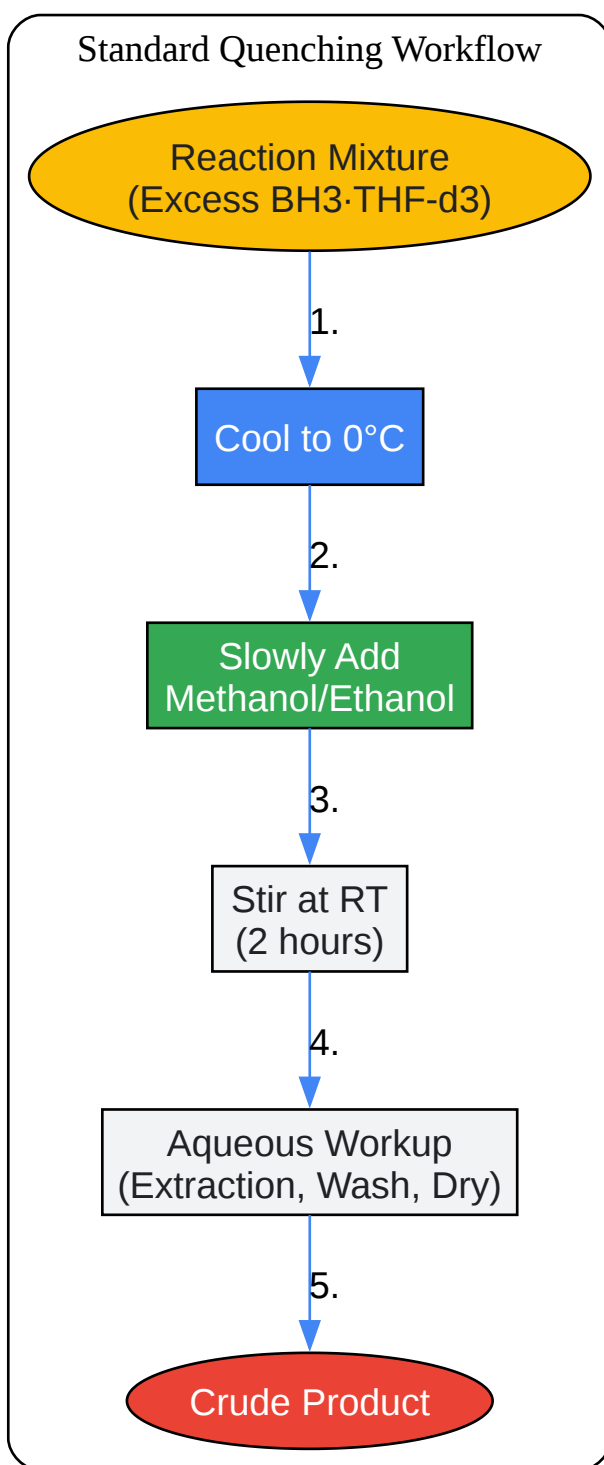 Standard Quenching Workflow
Reaction Mixture
(Excess BH3·THF-d3)
1.
Cool to 0°C
2.
Slowly Add
Methanol/Ethanol
3.
Stir at RT
(2 hours)
4.
Aqueous Workup
(Extraction, Wash, Dry)
5.
Crude Product